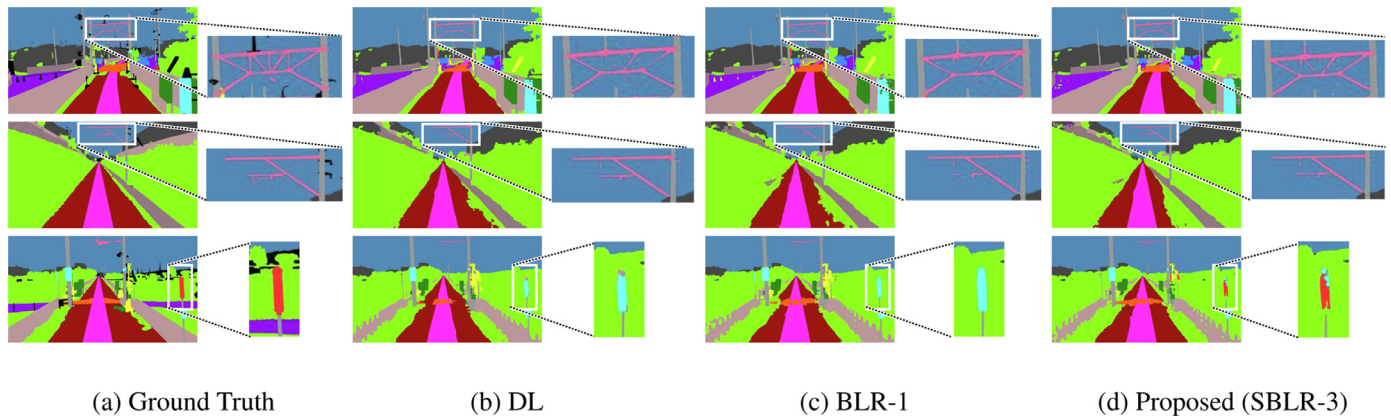 (a) Ground Truth
(b) DL
(c) BLR-1
(d) Proposed (SBLR-3)